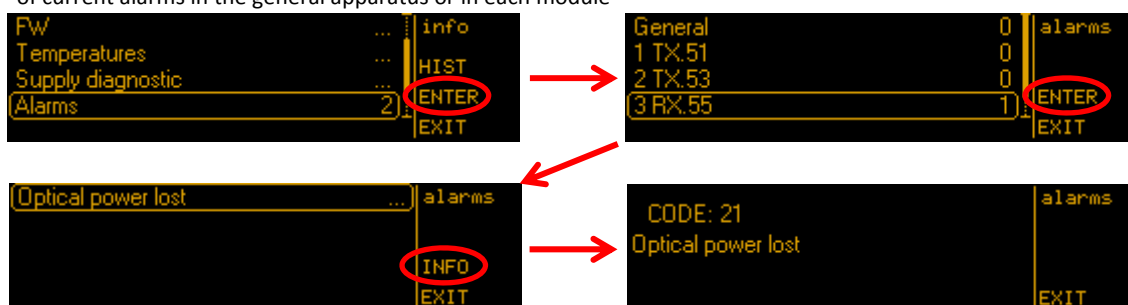 of current alarms in the general apparatus or in each module
FW ... info
Temperatures ...
HIST
Supply diagnostic ...
Alarms 2 ENTER
EXIT
General 0 alarms
1 TX.51 0
2 TX.53 0
3 RX.55 1 ENTER
EXIT
Optical power lost ... alarms
INFO
EXIT
alarms
CODE: 21
Optical power lost
EXIT